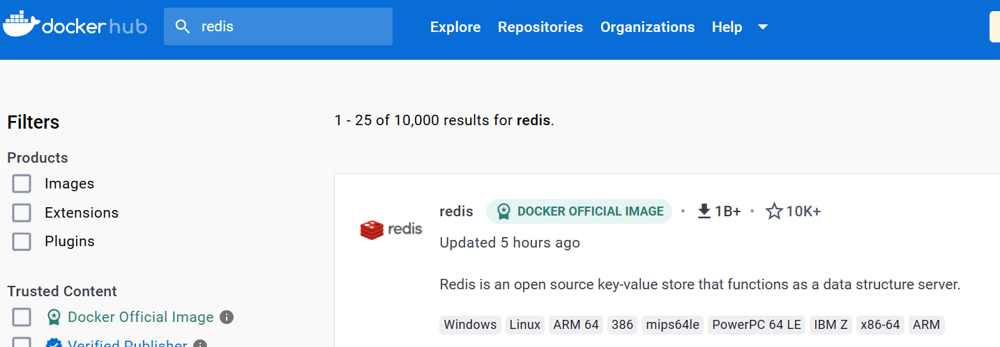 docker hub
redis
Explore Repositories Organizations Help
Filters
1 - 25 of 10,000 results for redis.
Products
Images
Extensions
Plugins
redis
redis DOCKER OFFICIAL IMAGE • 1B+ • 10K+
Updated 5 hours ago
Redis is an open source key-value store that functions as a data structure server.
Windows Linux ARM 64 386 mips64le PowerPC 64 LE IBM Z x86-64 ARM
Trusted Content
Docker Official Image
Verified Publisher